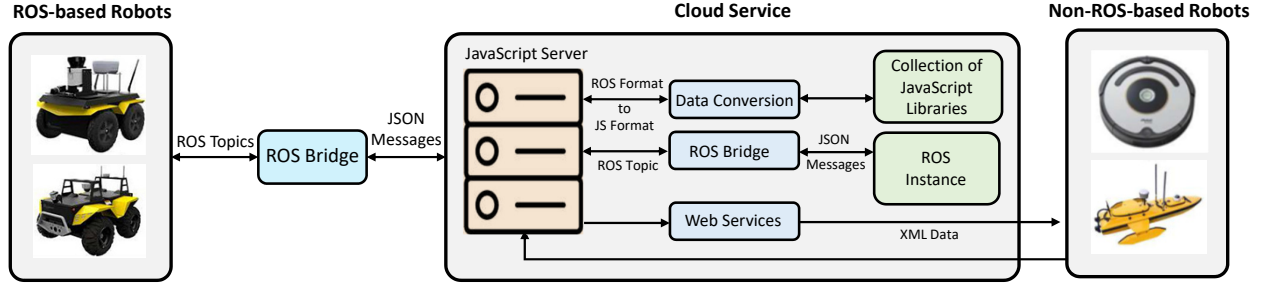 ROS-based Robots
Cloud Service
Non-ROS-based Robots
ROS Topics
ROS Bridge
JSON
Messages
JavaScript Server
ROS Format
to
JS Format
Data Conversion
Collection of
JavaScript
Libraries
ROS Topic
ROS Bridge
JSON
Messages
ROS
Instance
Web Services
XML Data